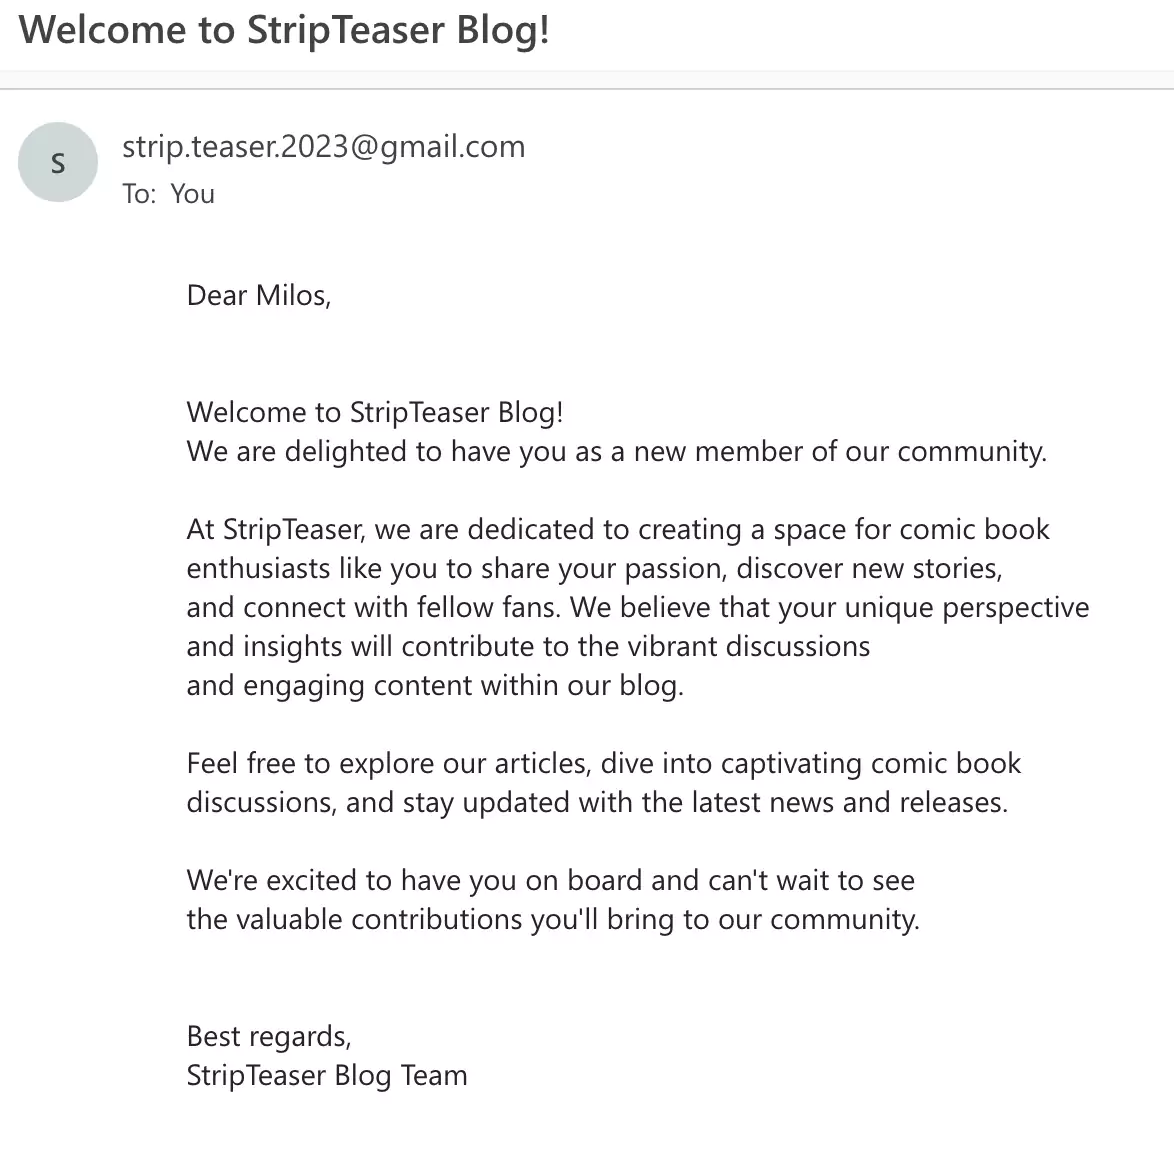 Welcome to StripTeaser Blog!
S
strip.teaser.2023@gmail.com
To: You
Dear Milos,
Welcome to StripTeaser Blog!
We are delighted to have you as a new member of our community.
At StripTeaser, we are dedicated to creating a space for comic book
enthusiasts like you to share your passion, discover new stories,
and connect with fellow fans. We believe that your unique perspective
and insights will contribute to the vibrant discussions
and engaging content within our blog.
Feel free to explore our articles, dive into captivating comic book
discussions, and stay updated with the latest news and releases.
We're excited to have you on board and can't wait to see
the valuable contributions you'll bring to our community.
Best regards,
StripTeaser Blog Team